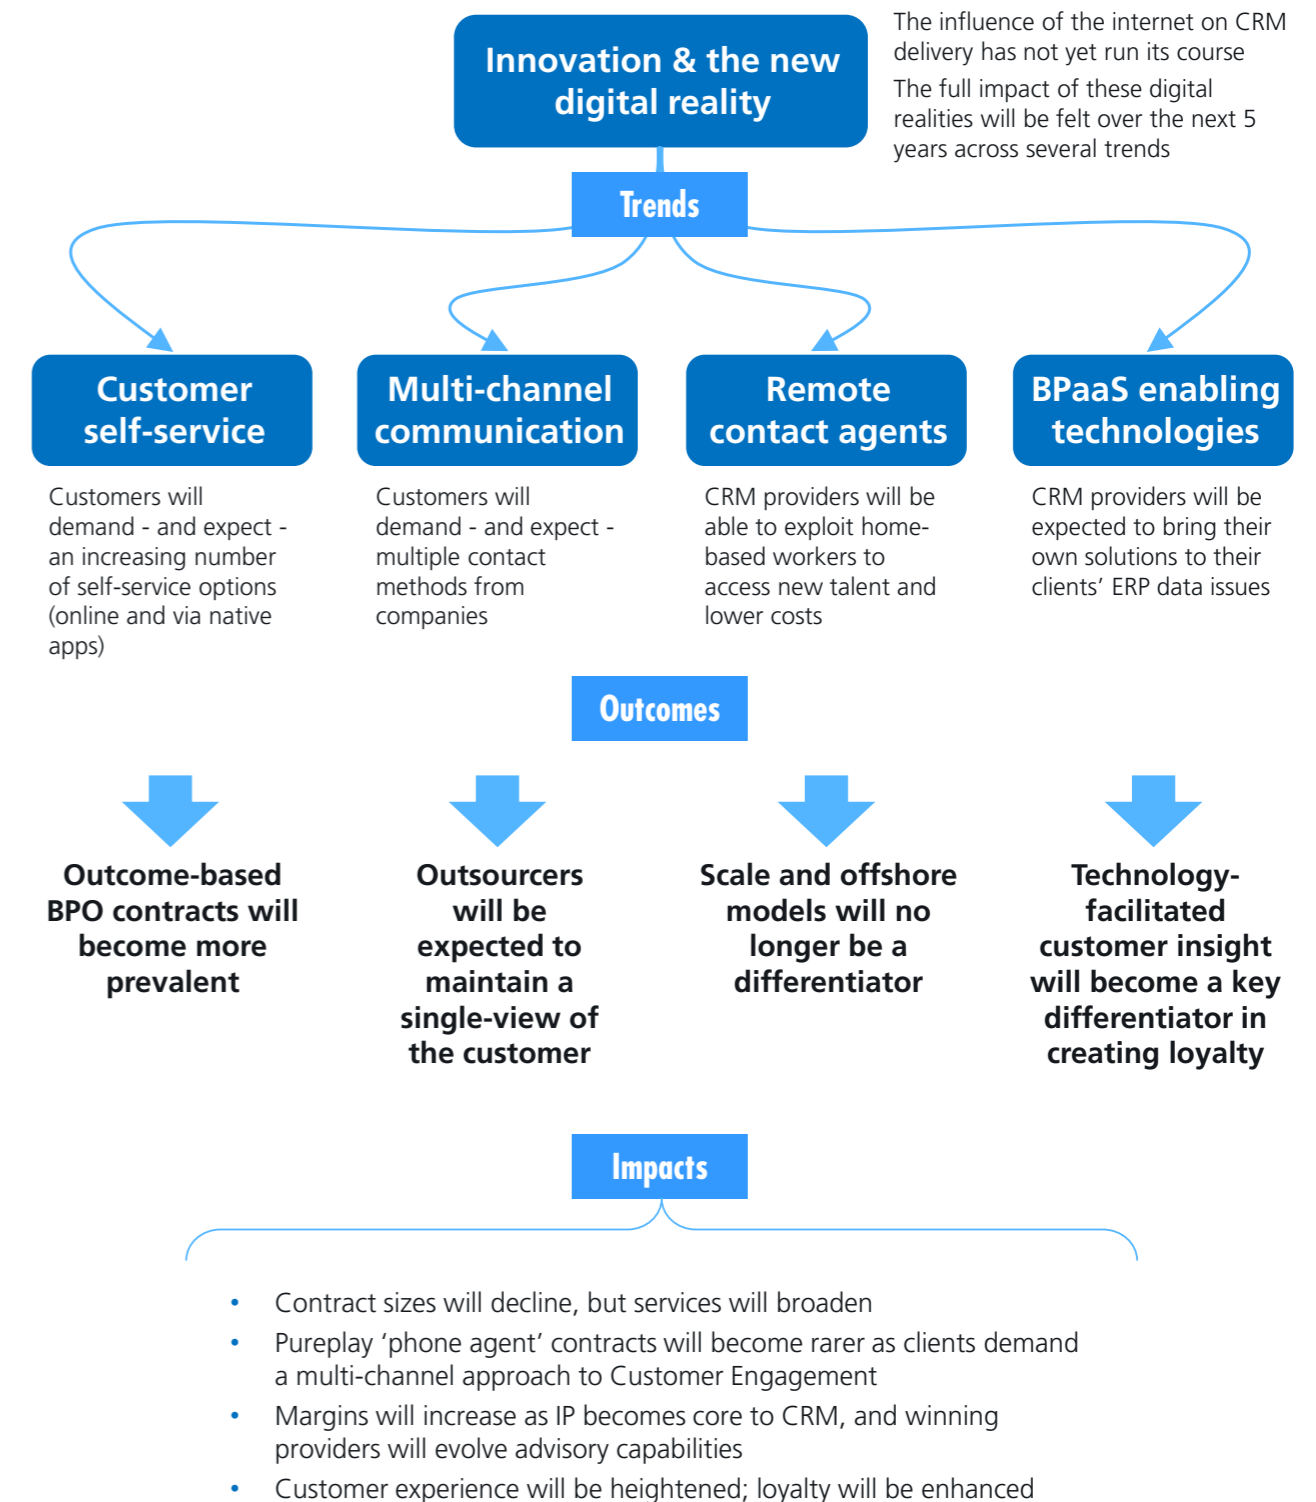 Innovation & the new
digital reality
The influence of the internet on CRM
delivery has not yet run its course
The full impact of these digital
realities will be felt over the next 5
years across several trends
Trends
Customer
self-service
Customers will
demand - and expect -
an increasing number
of self-service options
(online and via native
apps)
Multi-channel
communication
Customers will
demand - and expect -
multiple contact
methods from
companies
Remote
contact agents
CRM providers will be
able to exploit home-
based workers to
access new talent and
lower costs
BPaaS enabling
technologies
CRM providers will be
expected to bring their
own solutions to their
clients’ ERP data issues
Outcomes
Outcome-based
BPO contracts will
become more
prevalent
Outsourcers
will be
expected to
maintain a
single-view of
the customer
Scale and offshore
models will no
longer be a
differentiator
Technology-
facilitated
customer insight
will become a key
differentiator in
creating loyalty
Impacts
• Contract sizes will decline, but services will broaden
• Pureplay ‘phone agent’ contracts will become rarer as clients demand
a multi-channel approach to Customer Engagement
• Margins will increase as IP becomes core to CRM, and winning
providers will evolve advisory capabilities
• Customer experience will be heightened; loyalty will be enhanced